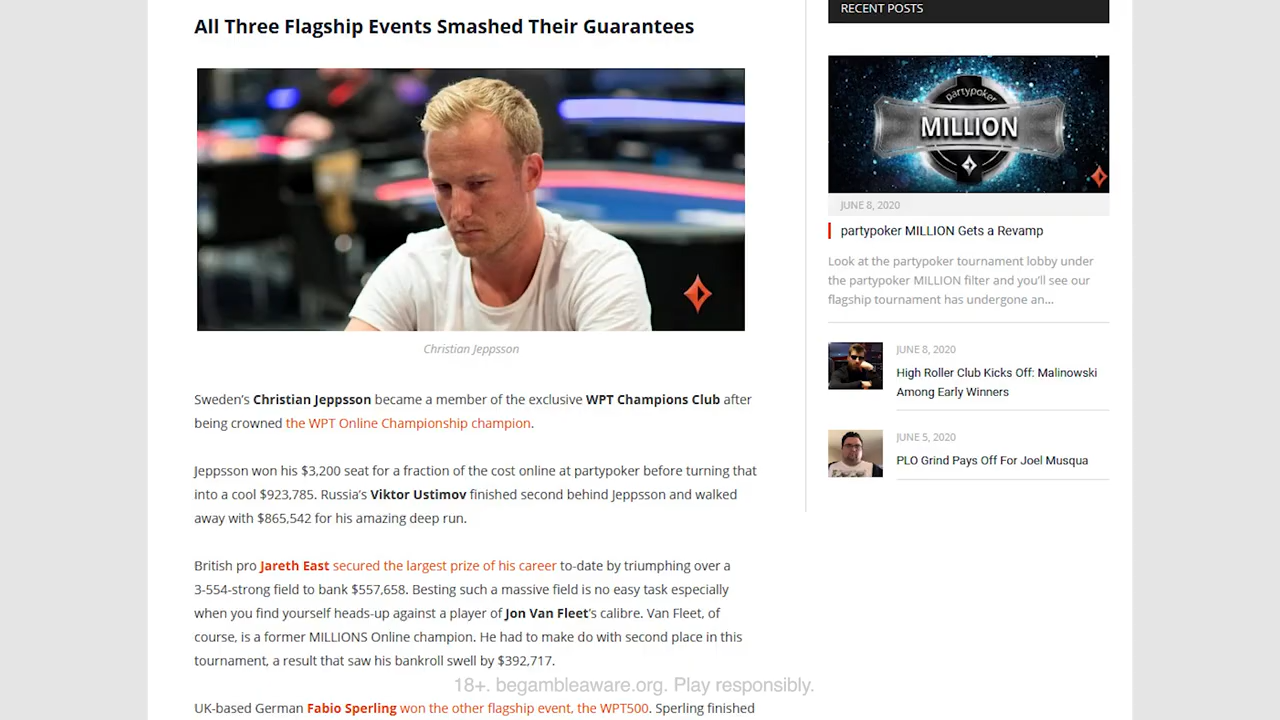 All Three Flagship Events Smashed Their Guarantees
Christian Jeppsson
Sweden's Christian Jeppsson became a member of the exclusive WPT Champions Club after
being crowned the WPT Online Championship champion.
Jeppsson won his $3,200 seat for a fraction of the cost online at partypoker before turning that
into a cool $923,785. Russia's Viktor Ustimov finished second behind Jeppsson and walked
away with $865,542 for his amazing deep run.
British pro Jareth East secured the largest prize of his career to-date by triumphing over a
3-554-strong field to bank $557,658. Besting such a massive field is no easy task especially
when you find yourself heads-up against a player of Jon Van Fleet's calibre. Van Fleet, of
course, is a former MILLIONS Online champion. He had to make do with second place in this
tournament, a result that saw his bankroll swell by $392,717.
UK-based German Fabio Sperling won the other flagship event, the WPT500. Sperling finished
RECENT POSTS
partypoker
MILLION
JUNE 8, 2020
partypoker MILLION Gets a Revamp
Look at the partypoker tournament lobby under
the partypoker MILLION filter and you'll see our
flagship tournament has undergone an...
JUNE 8, 2020
High Roller Club Kicks Off: Malinowski
Among Early Winners
JUNE 5, 2020
PLO Grind Pays Off For Joel Musqua
18+. begambleaware.org. Play responsibly.